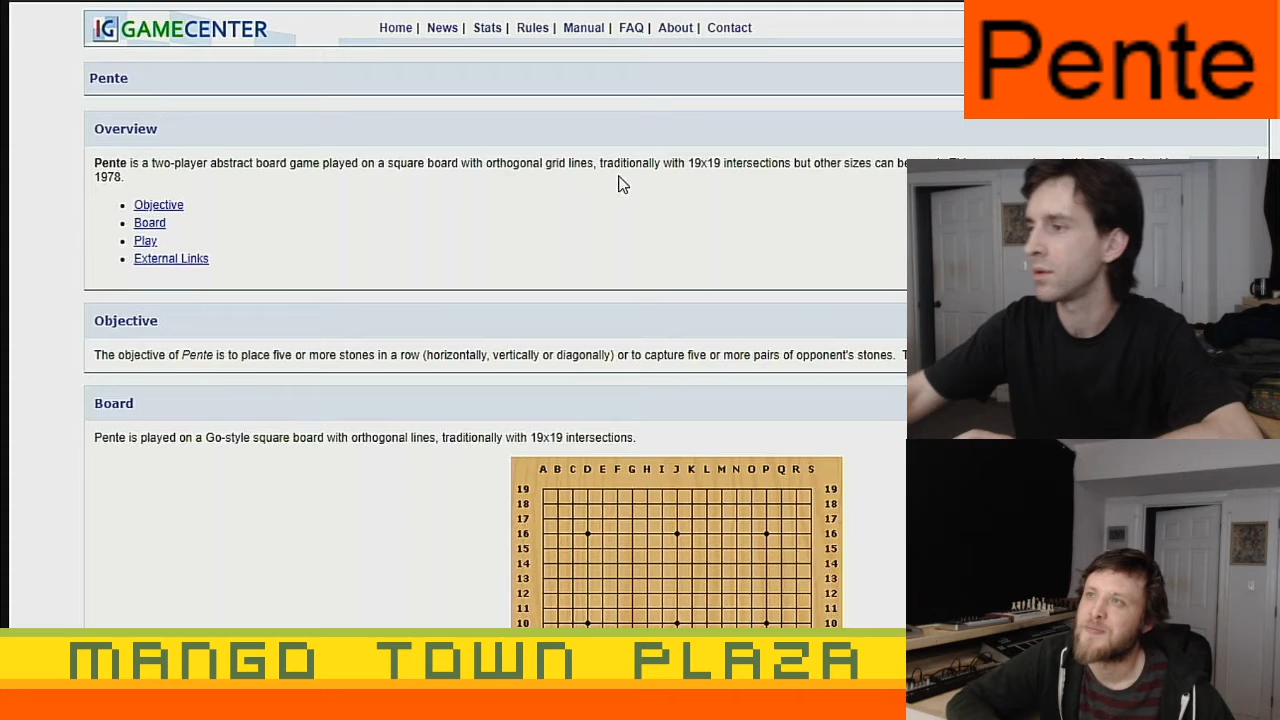 IG GAMECENTER
Home | News | Stats | Rules | Manual | FAQ | About | Contact
Pente
Pente
Overview
Pente is a two-player abstract board game played on a square board with orthogonal grid lines, traditionally with 19x19 intersections but other sizes can be
1978.
Objective
Board
Play
External Links
Objective
The objective of Pente is to place five or more stones in a row (horizontally, vertically or diagonally) or to capture five or more pairs of opponent's stones.
Board
Pente is played on a Go-style square board with orthogonal lines, traditionally with 19x19 intersections.
A B C D E F G H I J K L M N O P Q R S
19 19
18 18
17 17
16 16
15 15
14 14
13 13
12 12
11 11
10 10
MANGO TOWN PLAZA